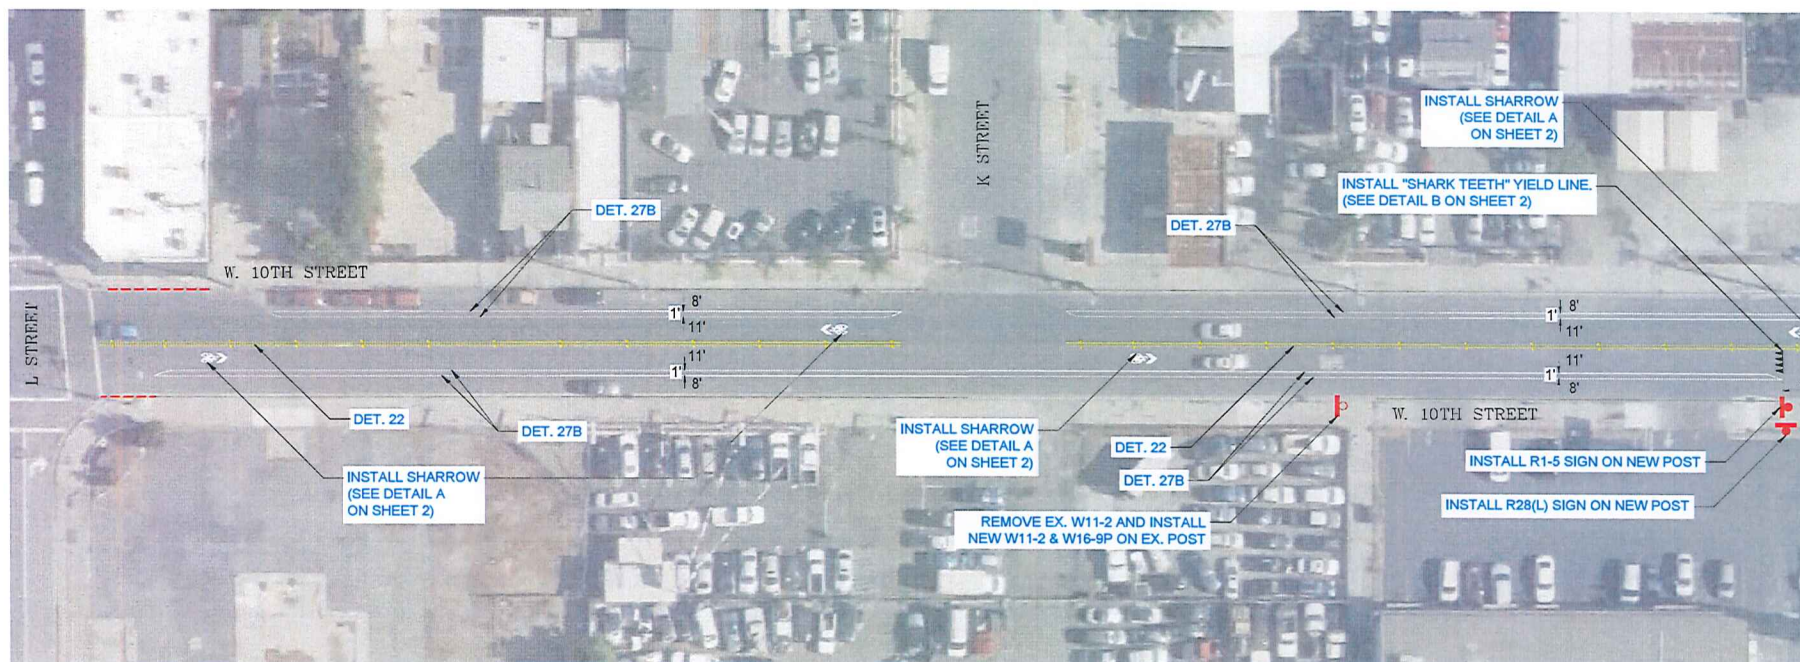 INSTALL SHARROW
(SEE DETAIL A
ON SHEET 2)
K STREET
INSTALL "SHARK TEETH" YIELD LINE.
(SEE DETAIL B ON SHEET 2)
DET. 27B
DET. 27B
W. 10TH STREET
L STREET
8'
1'
11'
11'
1'
8'
8'
1'
11'
11'
1'
8'
DET. 22
DET. 27B
INSTALL SHARROW
(SEE DETAIL A
ON SHEET 2)
INSTALL SHARROW
(SEE DETAIL A
ON SHEET 2)
DET. 22
DET. 27B
W. 10TH STREET
REMOVE EX. W11-2 AND INSTALL
NEW W11-2 & W16-9P ON EX. POST
INSTALL R1-5 SIGN ON NEW POST
INSTALL R28(L) SIGN ON NEW POST